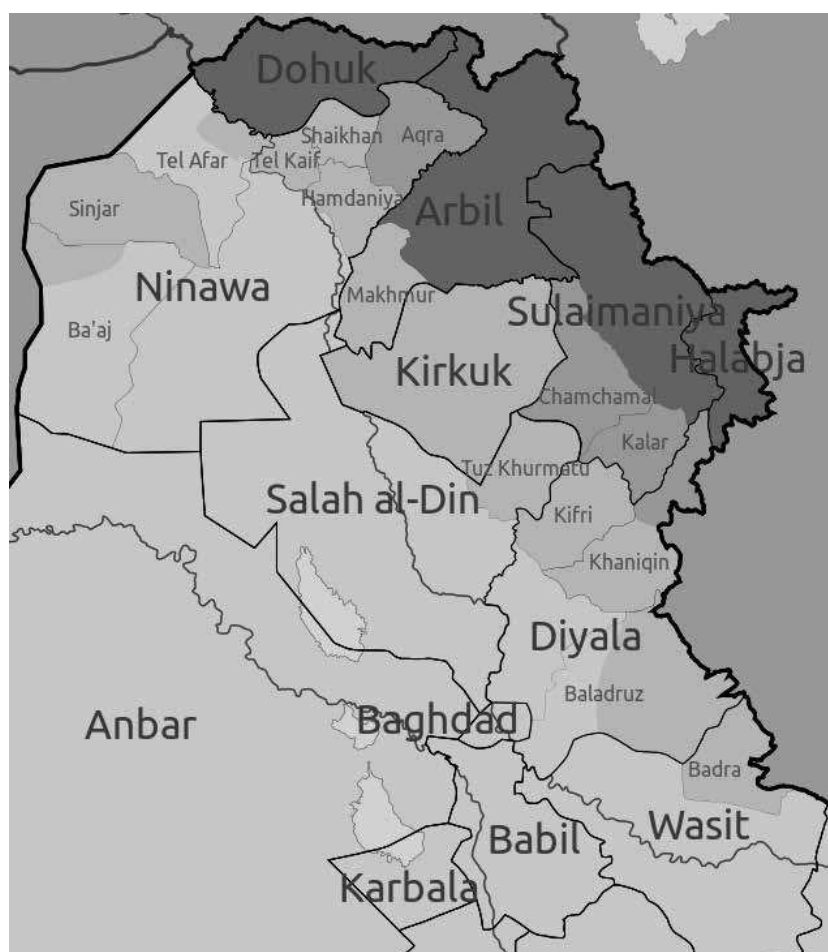 Dohuk
Shaikhan
Aqra
Tel Afar
Tel Kaif
Hamdaniya
Sinjar
Arbil
Ninawa
Makhmur
Sulaimaniya
Ba'aj
Halabja
Kirkuk
Chamchamal
Kalar
Tuz Khurmatu
Salah al-Din
Kifri
Khaniqin
Diyala
Baladruz
Anbar
Baghdad
Badra
Wasit
Babil
Karbala